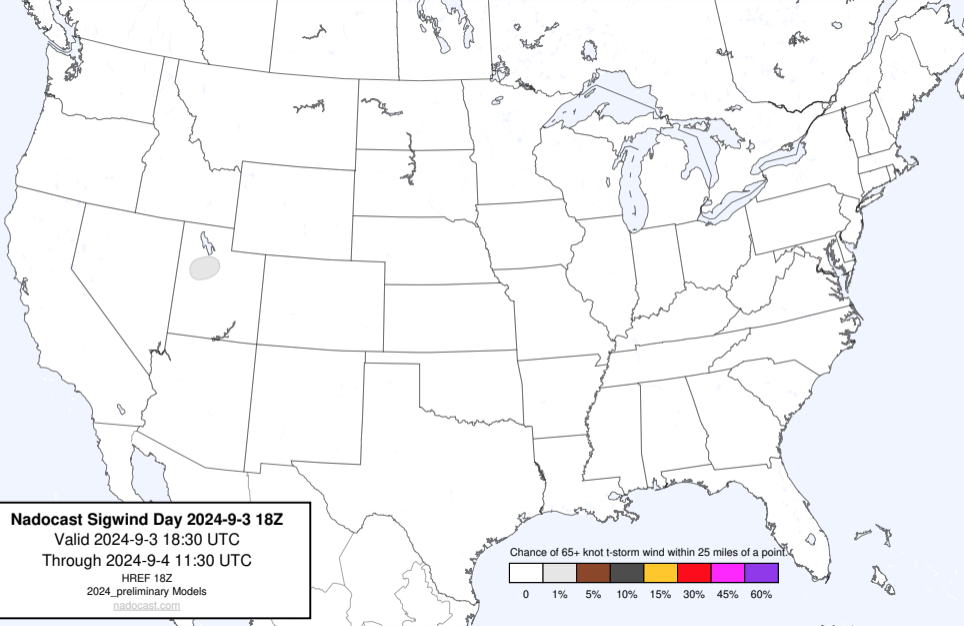 Nadocast Sigwind Day 2024-9-3 18Z
Valid 2024-9-3 18:30 UTC
Through 2024-9-4 11:30 UTC
HREF 18Z
2024_preliminary Models
nadocast.com
Chance of 65+ knot t-storm wind within 25 miles of a point.
0 1% 5% 10% 15% 30% 45% 60%